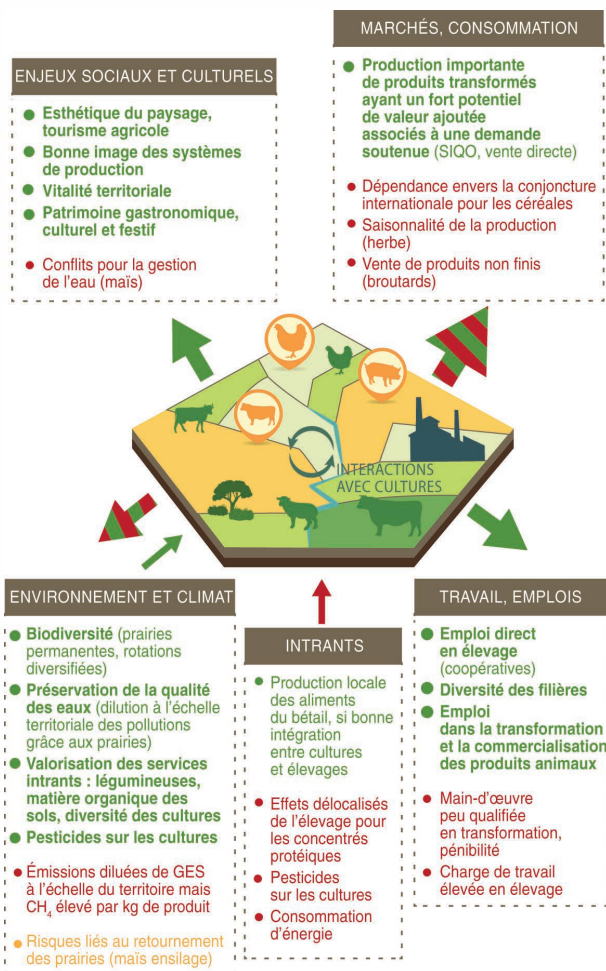 ENJEUX SOCIAUX ET CULTURELS
● Esthétique du paysage,
tourisme agricole
● Bonne image des systèmes
de production
● Vitalité territoriale
● Patrimoine gastronomique,
culturel et festif
● Conflits pour la gestion
de l'eau (maïs)
MARCHÉS, CONSOMMATION
● Production importante
de produits transformés
ayant un fort potentiel
de valeur ajoutée
associés à une demande
soutenue (SIQO, vente directe)
● Dépendance envers la conjoncture
internationale pour les céréales
● Saisonnalité de la production
(herbe)
● Vente de produits non finis
(broutards)
INTERACTIONS
AVEC CULTURES
ENVIRONNEMENT ET CLIMAT
● Biodiversité (prairies
permanentes, rotations
diversifiées)
● Préservation de la qualité
des eaux (dilution à l'échelle
territoriale des pollutions
grâce aux prairies)
● Valorisation des services
intrants : légumineuses,
matière organique des
sols, diversité des cultures
● Pesticides sur les cultures
● Émissions diluées de GES
à l'échelle du territoire mais
CH₄ élevé par kg de produit
● Risques liés au retournement
des prairies (maïs ensilage)
INTRANTS
● Production locale
des aliments
du bétail, si bonne
intégration
entre cultures
et élevages
● Effets délocalisés
de l'élevage pour
les concentrés
protéiques
● Pesticides
sur les cultures
● Consommation
d'énergie
TRAVAIL, EMPLOIS
● Emploi direct
en élevage
(coopératives)
● Diversité des filières
● Emploi
dans la transformation
et la commercialisation
des produits animaux
● Main-d'œuvre
peu qualifiée
en transformation,
pénibilité
● Charge de travail
élevée en élevage